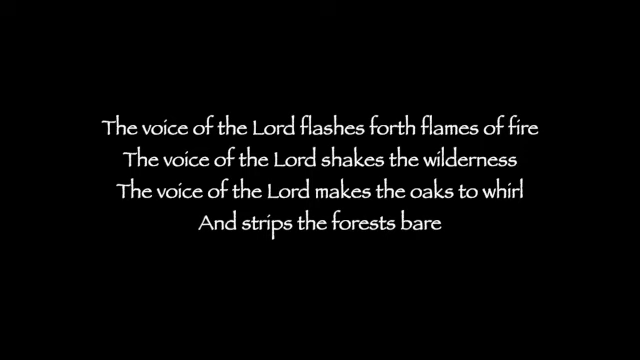 The voice of the Lord flashes forth flames of fire
The voice of the Lord shakes the wilderness
The voice of the Lord makes the oaks to whirl
And strips the forests bare